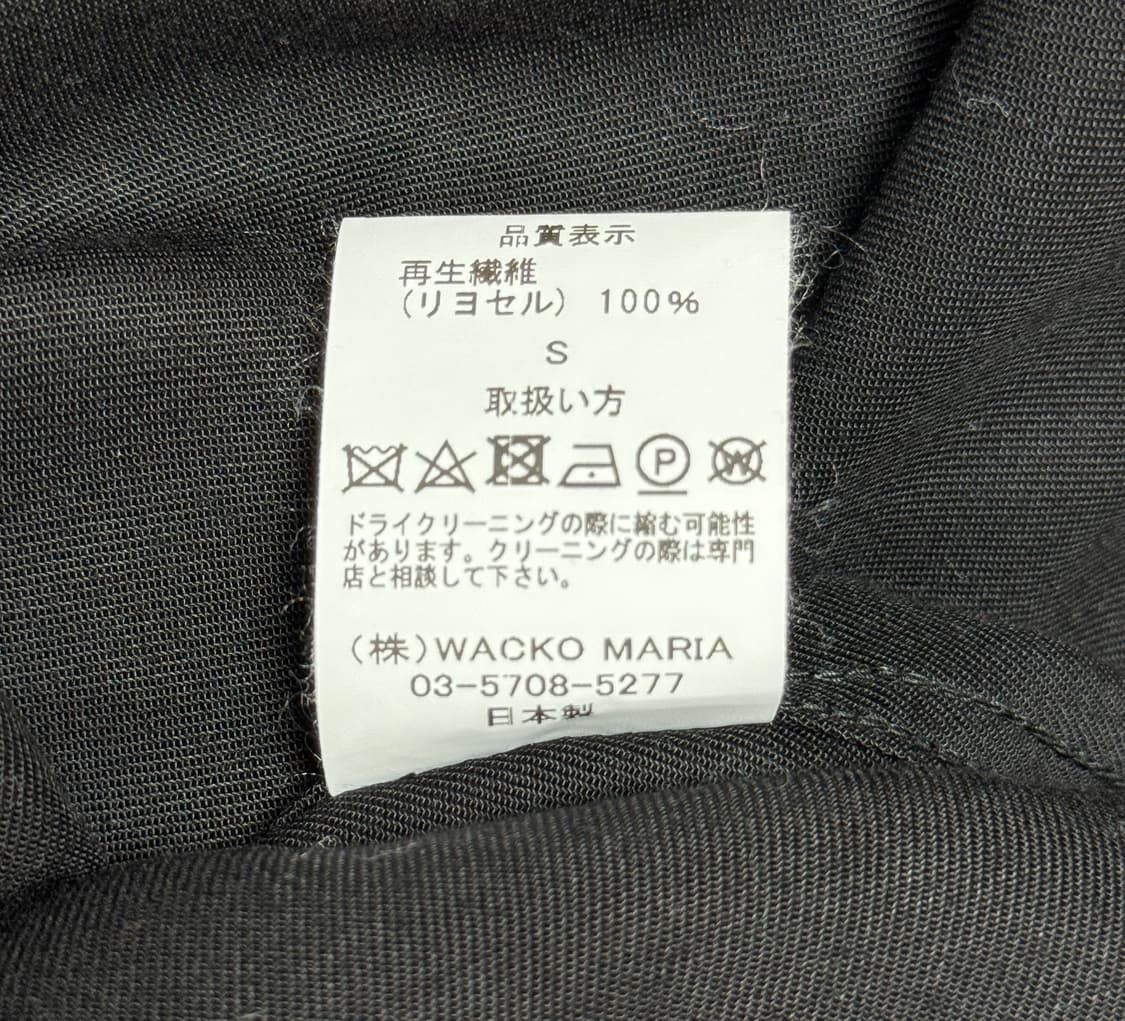 品質表示
再生繊維
(リヨセル) 100%
S
取扱い方
P W
ドライクリーニングの際に縮む可能性
があります。クリーニングの際は専門
店と相談して下さい。
(株)WACKO MARIA
03-5708-5277
日本製